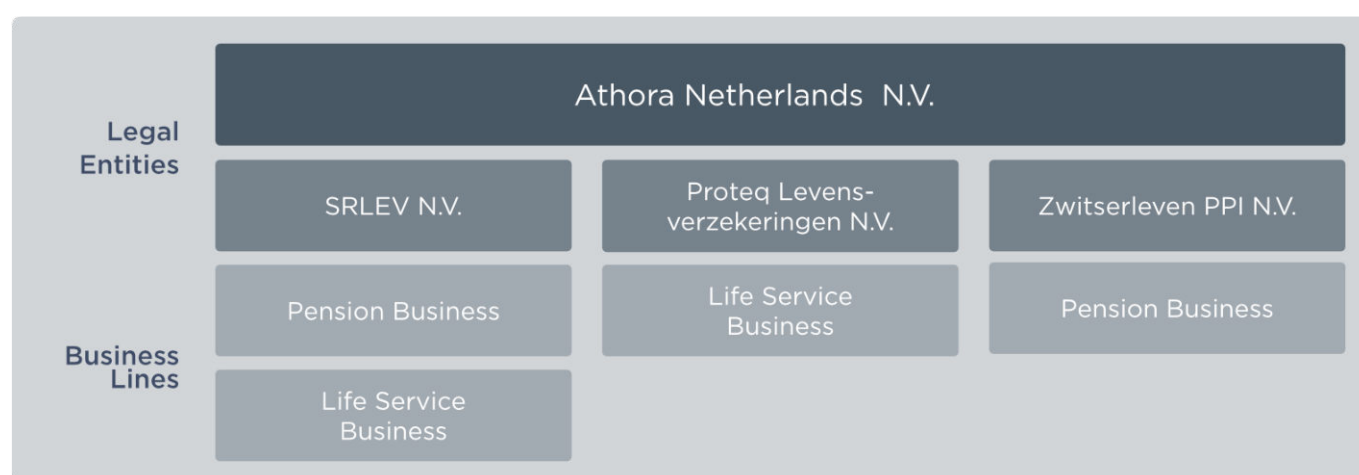 Athora Netherlands N.V.
Legal
Entities
SRLEV N.V.
Proteq Levens-
verzekeringen N.V.
Zwitserleven PPI N.V.
Pension Business
Life Service
Business
Pension Business
Business
Lines
Life Service
Business